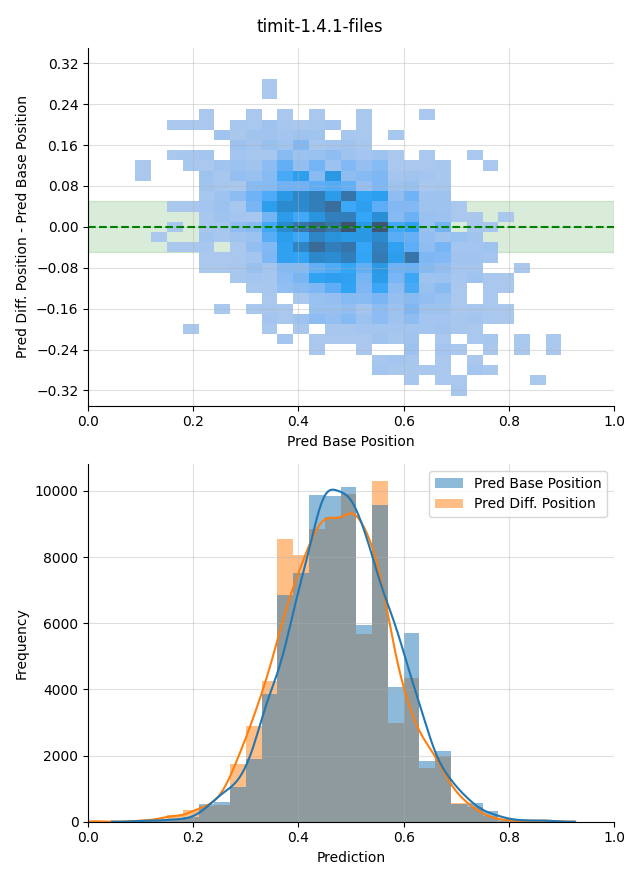 timit-1.4.1-files
Pred Diff. Position - Pred Base Position
0.32
0.24
0.16
0.08
0.00
−0.08
−0.16
−0.24
−0.32
0.0 0.2 0.4 0.6 0.8 1.0
Pred Base Position
Frequency
10000
8000
6000
4000
2000
0
Pred Base Position
Pred Diff. Position
0.0 0.2 0.4 0.6 0.8 1.0
Prediction